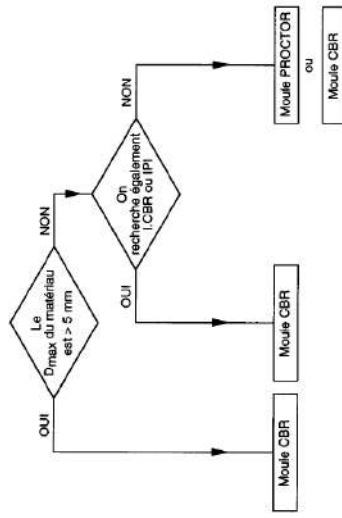 Le
Dmax du matériau
est > 5 mm
OUI
NON
On
recherche également
I.CBR ou IPI
OUI
NON
Moule CBR
Moule CBR
Moule PROCTOR
ou
Moule CBR